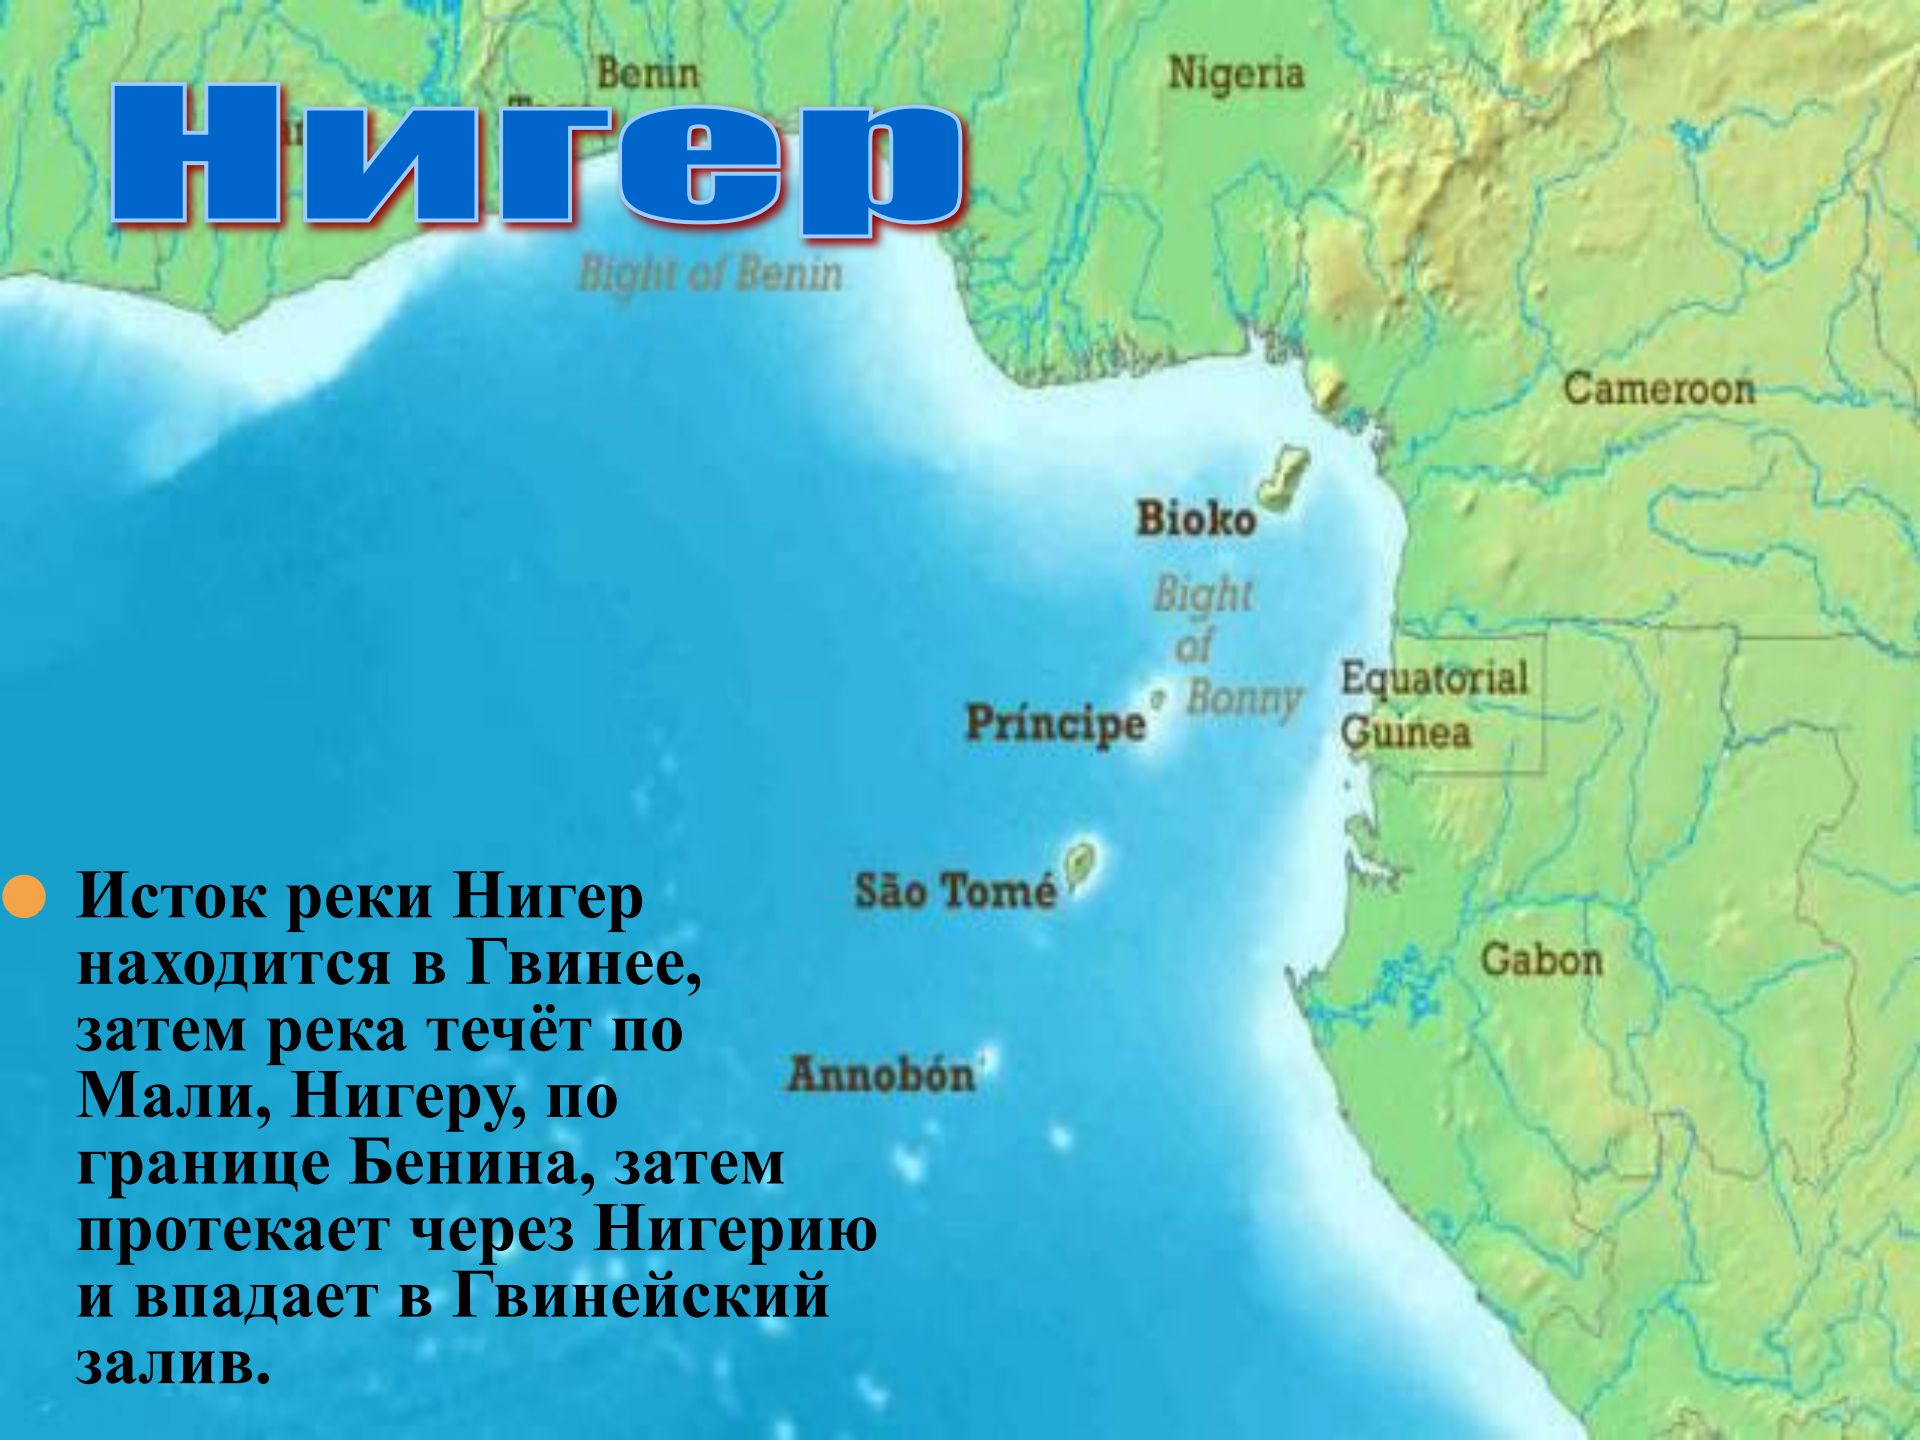 Benin
Nigeria
Нигер
Bight of Benin
Cameroon
Bioko
Bight
of
Bonny
Equatorial
Guinea
Príncipe
São Tomé
Gabon
Annobón
Исток реки Нигер
находится в Гвинее,
затем река течёт по
Мали, Нигеру, по
границе Бенина, затем
протекает через Нигерию
и впадает в Гвинейский
залив.